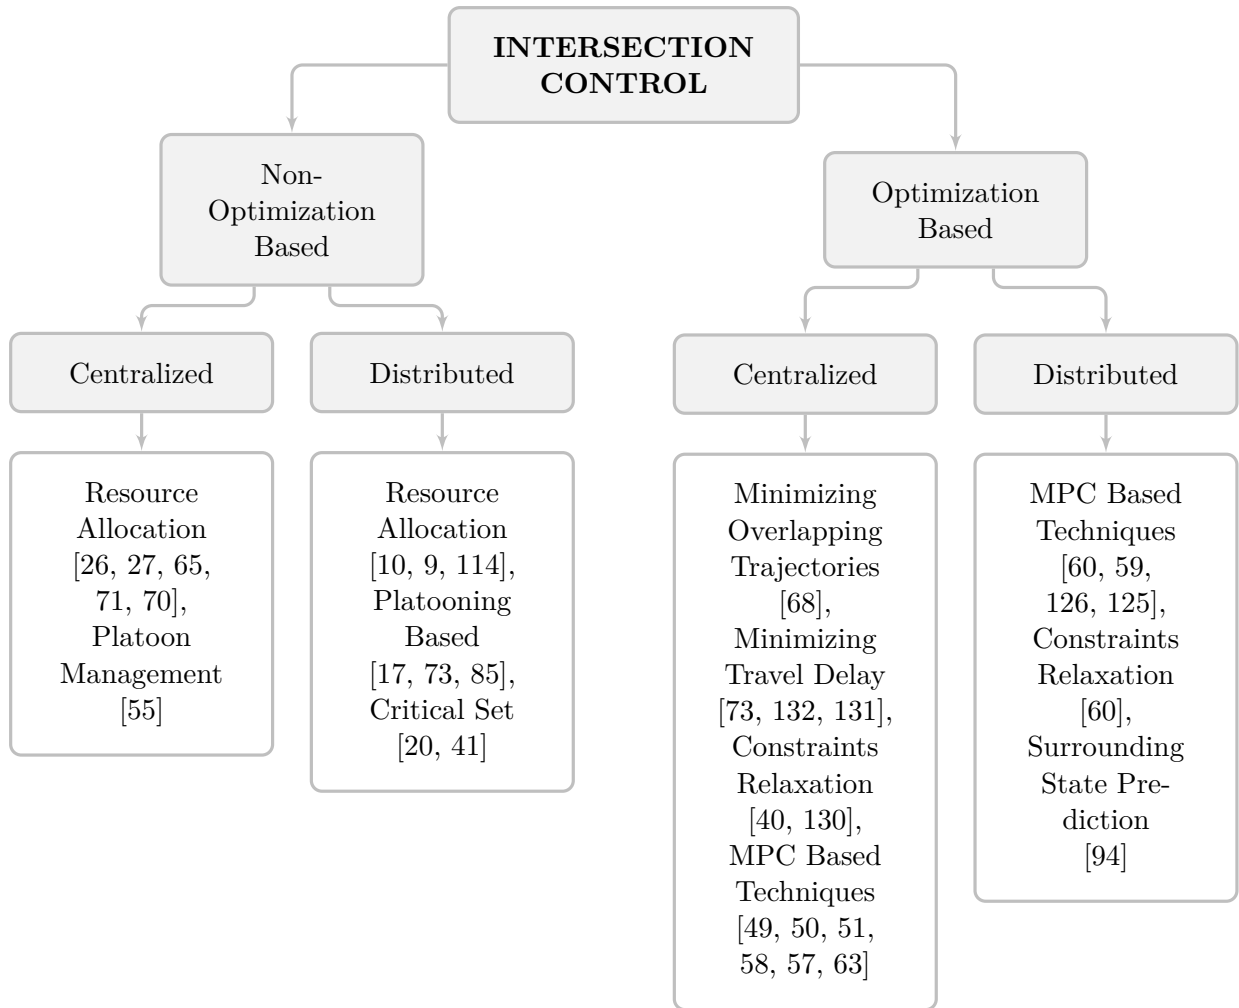 INTERSECTION
CONTROL
Non-
Optimization
Based
Optimization
Based
Centralized
Distributed
Centralized
Distributed
Resource
Allocation
[26, 27, 65,
71, 70],
Platoon
Management
[55]
Resource
Allocation
[10, 9, 114],
Platooning
Based
[17, 73, 85],
Critical Set
[20, 41]
Minimizing
Overlapping
Trajectories
[68],
Minimizing
Travel Delay
[73, 132, 131],
Constraints
Relaxation
[40, 130],
MPC Based
Techniques
[49, 50, 51,
58, 57, 63]
MPC Based
Techniques
[60, 59,
126, 125],
Constraints
Relaxation
[60],
Surrounding
State Pre-
diction
[94]